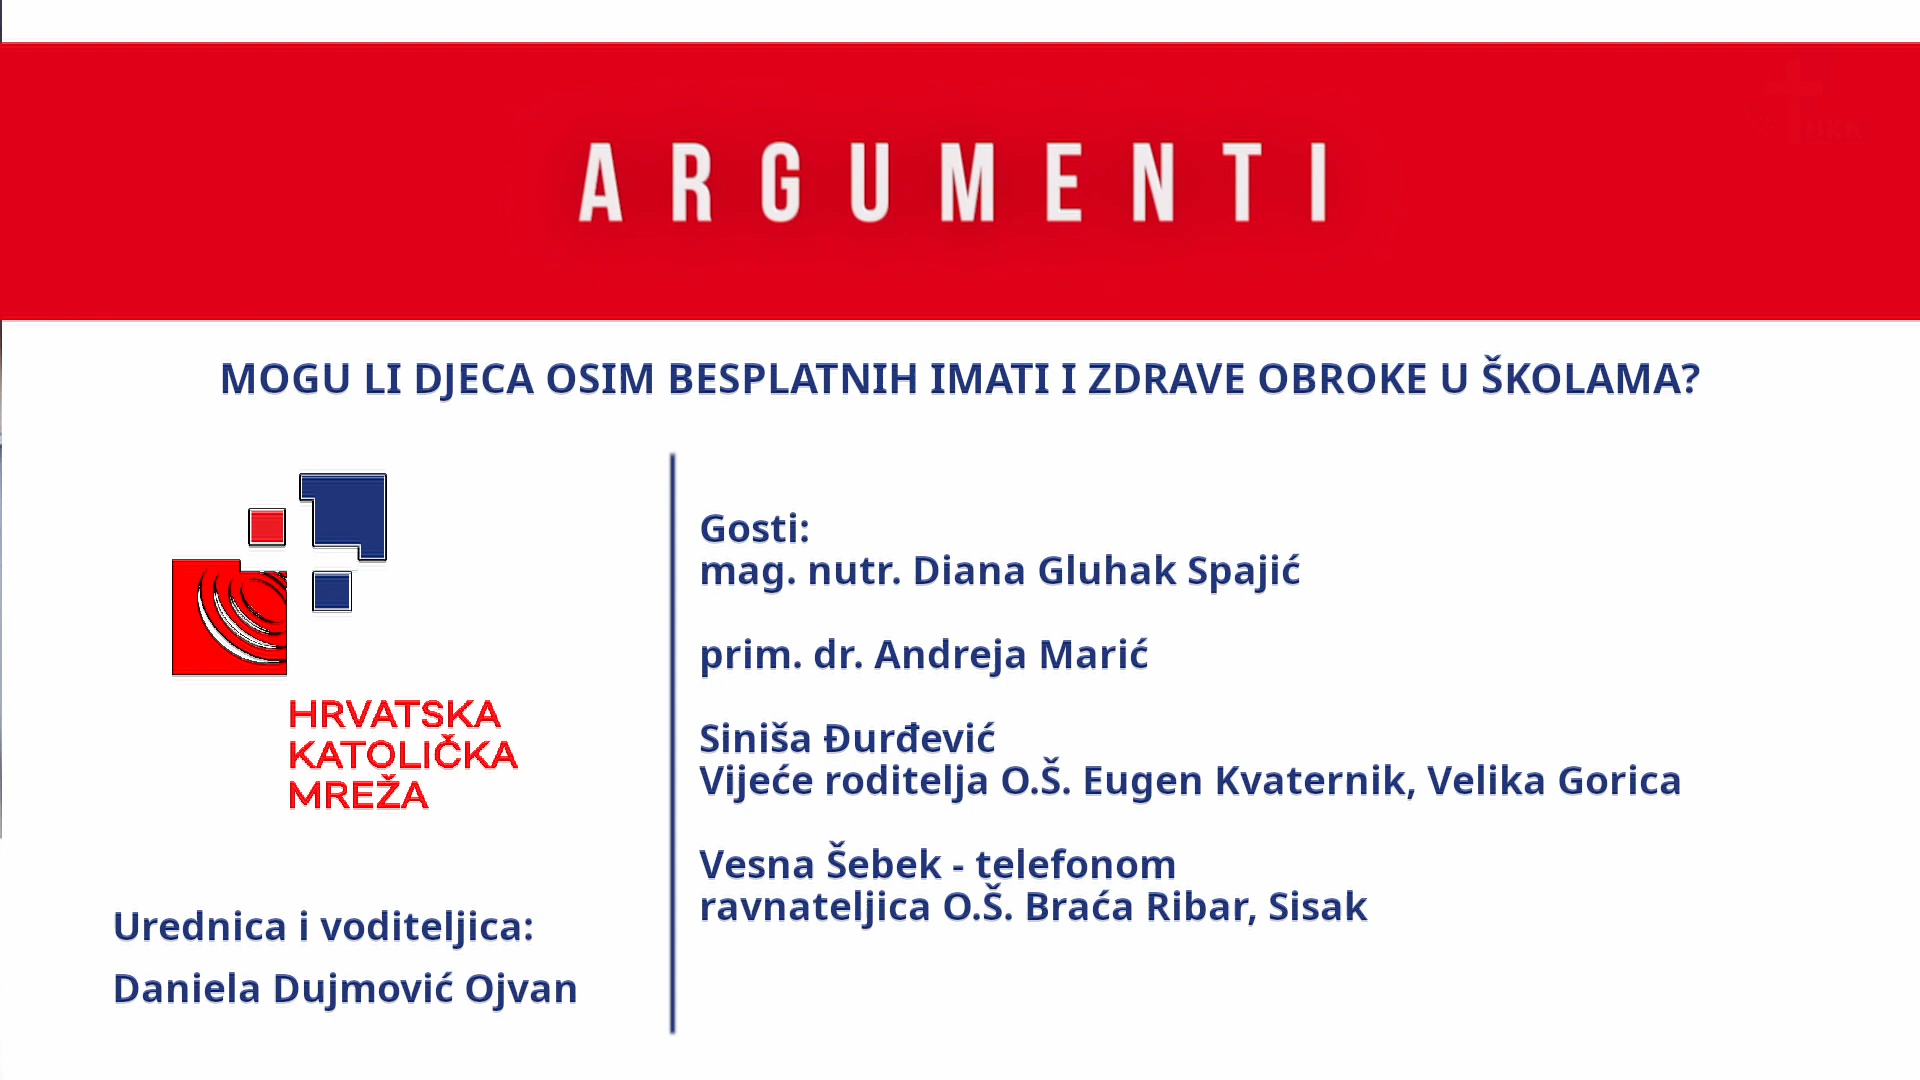 ARGUMENTI
MOGU LI DJECA OSIM BESPLATNIH IMATI I ZDRAVE OBROKE U ŠKOLAMA?
HRVATSKA
KATOLIČKA
MREŽA
Urednica i voditeljica:
Daniela Dujmović Ojvan
Gosti:
mag. nutr. Diana Gluhak Spajić
prim. dr. Andreja Marić
Siniša Đurđević
Vijeće roditelja O.Š. Eugen Kvaternik, Velika Gorica
Vesna Šebek - telefonom
ravnateljica O.Š. Braća Ribar, Sisak